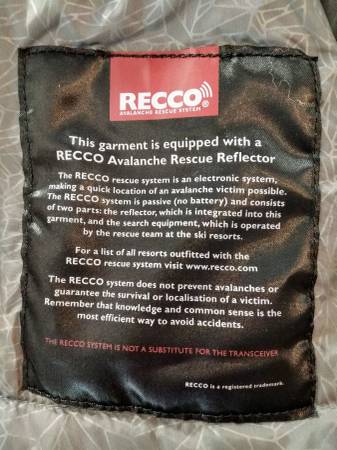 RECCO®
AVALANCHE RESCUE SYSTEM
This garment is equipped with a
RECCO Avalanche Rescue Reflector
The RECCO rescue system is an electronic system,
making a quick location of an avalanche victim possible.
The RECCO system is passive (no battery) and consists
of two parts: the reflector, which is integrated into this
garment, and the search equipment, which is operated
by the rescue team at the ski resorts.
For a list of all resorts outfitted with the
RECCO rescue system visit www.recco.com
The RECCO system does not prevent avalanches or
guarantee the survival or localisation of a victim.
Remember that knowledge and common sense is the
most efficient way to avoid accidents.
THE RECCO SYSTEM IS NOT A SUBSTITUTE FOR THE TRANSCEIVER
RECCO is a registered trademark.